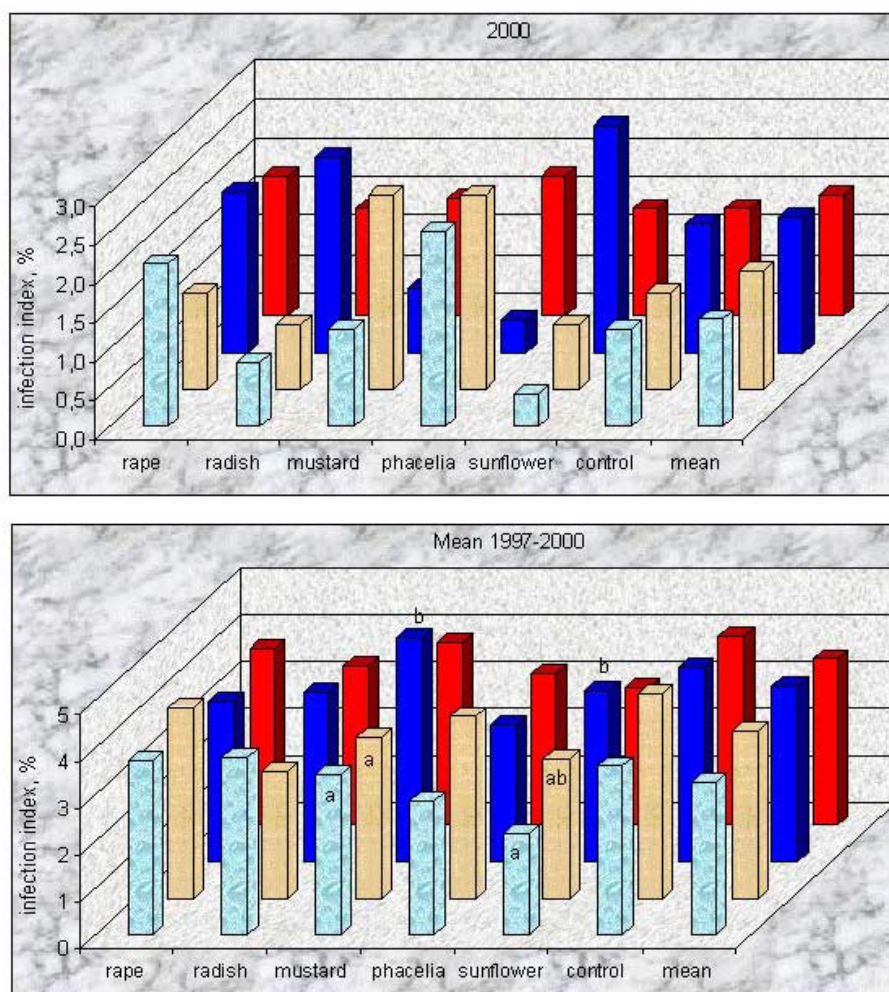 2000
3,0
2,5
2,0
1,5
1,0
0,5
0,0
infection index, %
rape radish mustard phacelia sunflower control mean
Mean 1997-2000
b
b
a
ab
a
a
5
4
3
2
1
0
infection index, %
rape radish mustard phacelia sunflower control mean